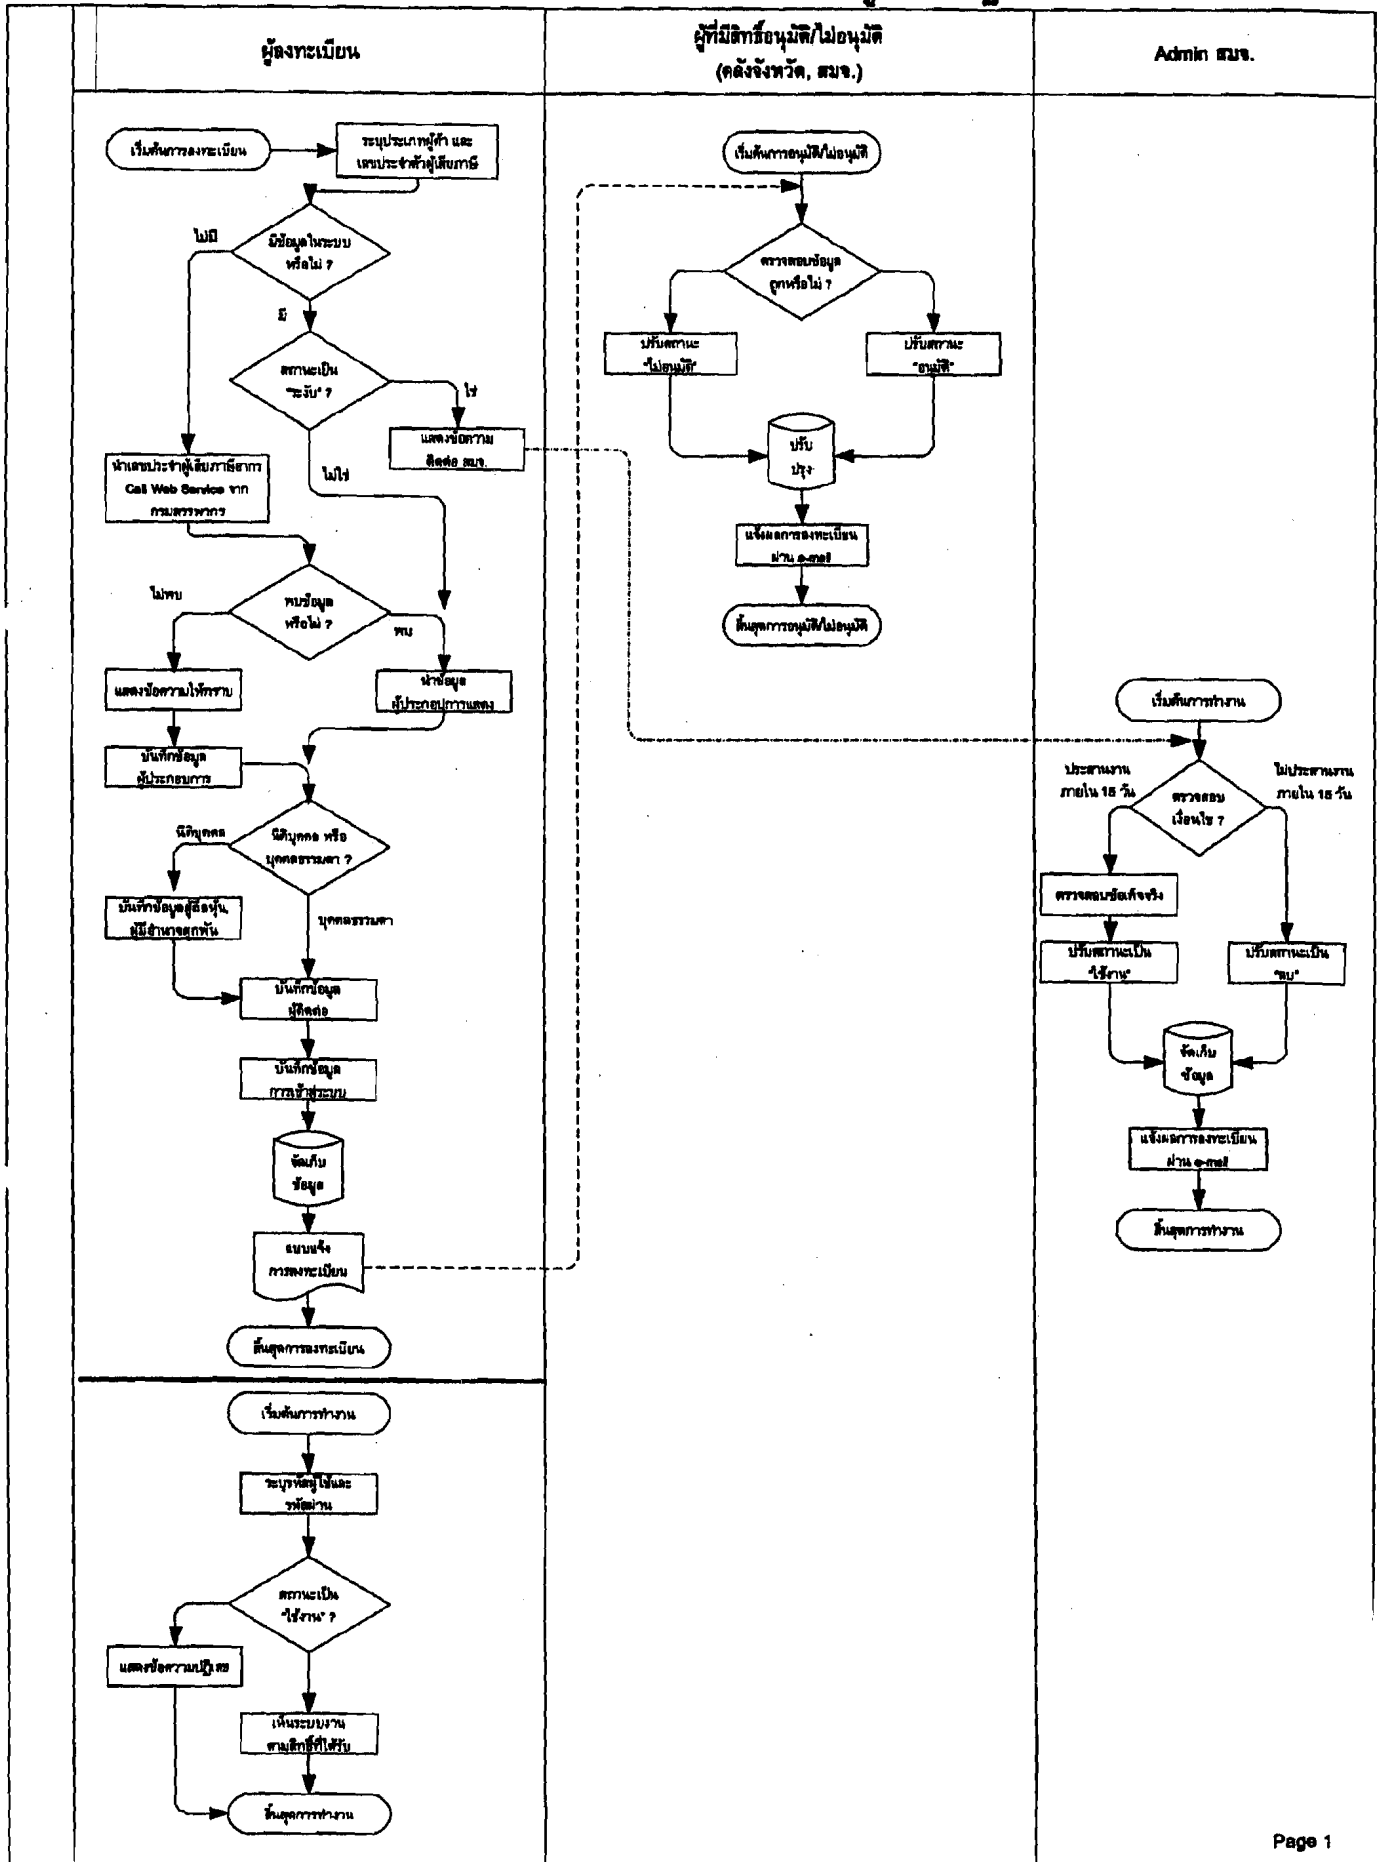 ผู้ลงทะเบียน
ผู้ที่มีสิทธิ์อนุมัติ/ไม่อนุมัติ
(คลังจังหวัด, สมจ.)
Admin สมจ.
เริ่มต้นการลงทะเบียน
ระบุประเภทผู้ค้า และ
เลขประจำตัวผู้เสียภาษี
มีข้อมูลในระบบ
หรือไม่ ?
ไม่มี
มี
สถานะเป็น
"ระงับ" ?
ใช่
แสดงข้อความ
ติดต่อ สมจ.
ไม่ใช่
นำเลขประจำผู้เสียภาษีอากร
Call Web Service จาก
กรมสรรพากร
พบข้อมูล
หรือไม่ ?
ไม่พบ
พบ
แสดงข้อความให้ทราบ
นำข้อมูล
ผู้ประกอบการแสดง
บันทึกข้อมูล
ผู้ประกอบการ
นิติบุคคล หรือ
บุคคลธรรมดา ?
นิติบุคคล
บุคคลธรรมดา
บันทึกข้อมูลผู้ถือหุ้น,
ผู้มีอำนาจผูกพัน
บันทึกข้อมูล
ผู้ติดต่อ
บันทึกข้อมูล
การเข้าสู่ระบบ
จัดเก็บ
ข้อมูล
แบบแจ้ง
การลงทะเบียน
สิ้นสุดการลงทะเบียน
เริ่มต้นการทำงาน
ระบุรหัสผู้ใช้และ
รหัสผ่าน
สถานะเป็น
"ใช้งาน" ?
แสดงข้อความปฏิเสธ
เห็นระบบงาน
ตามสิทธิ์ที่ได้รับ
สิ้นสุดการทำงาน
เริ่มต้นการอนุมัติ/ไม่อนุมัติ
ตรวจสอบข้อมูล
ถูกหรือไม่ ?
ปรับสถานะ
"ไม่อนุมัติ"
ปรับสถานะ
"อนุมัติ"
ปรับ
ปรุง
แจ้งผลการลงทะเบียน
ผ่าน e-mail
สิ้นสุดการอนุมัติ/ไม่อนุมัติ
เริ่มต้นการทำงาน
ประสานงาน
ภายใน 15 วัน
ไม่ประสานงาน
ภายใน 15 วัน
ตรวจสอบ
เงื่อนไข ?
ตรวจสอบข้อเท็จจริง
ปรับสถานะเป็น
"ใช้งาน"
ปรับสถานะเป็น
"ลบ"
จัดเก็บ
ข้อมูล
แจ้งผลการลงทะเบียน
ผ่าน e-mail
สิ้นสุดการทำงาน
Page 1